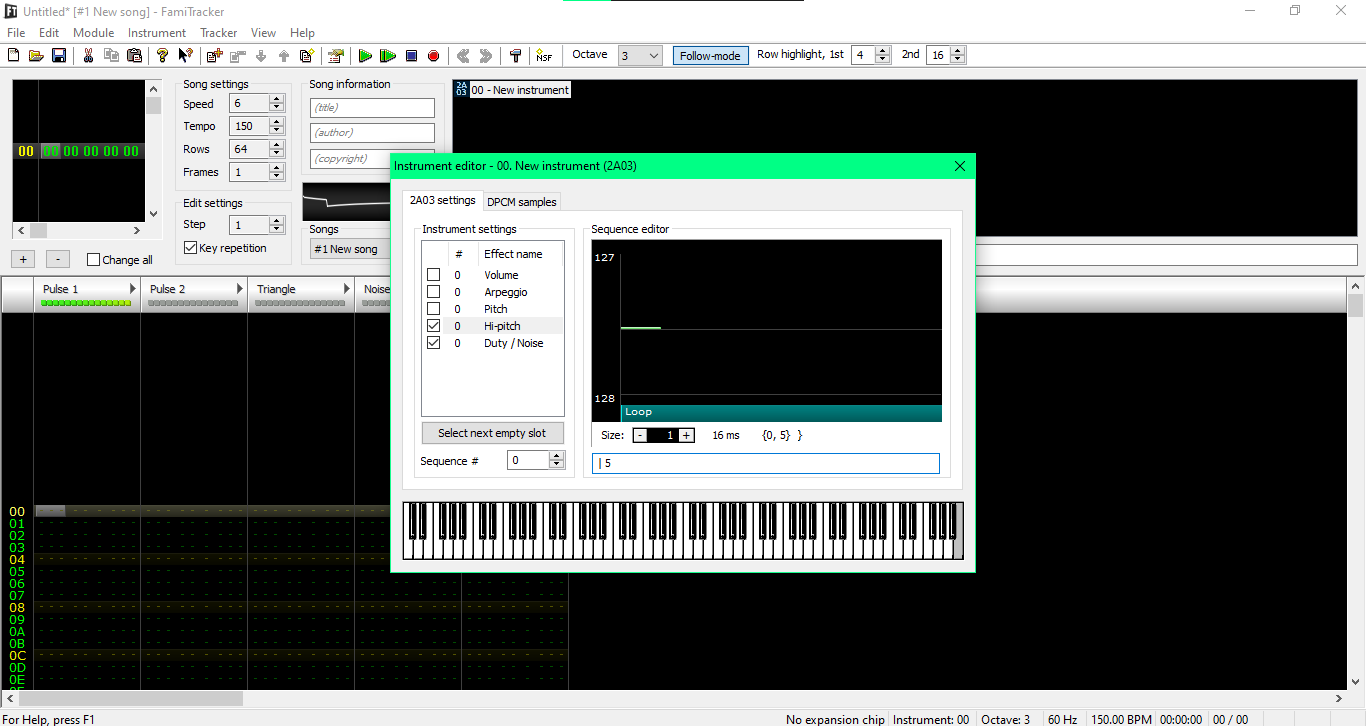 Untitled* [#1 New song] - FamiTracker
File Edit Module Instrument Tracker View Help
NSF Octave 3 Follow-mode Row highlight, 1st 4 2nd 16
Song settings
Speed 6
Tempo 150
Rows 64
Frames 1
00 00 00 00 00 00
Edit settings
Step 1
Key repetition
+ - Change all
Song information
(title)
(author)
(copyright)
Songs
#1 New song
2A03 00 - New instrument
Instrument editor - 00. New instrument (2A03)
2A03 settings DPCM samples
Instrument settings
# Effect name
0 Volume
0 Arpeggio
0 Pitch
0 Hi-pitch
0 Duty / Noise
Select next empty slot
Sequence # 0
Sequence editor
127
128
Loop
Size: - 1 + 16 ms {0, 5} }
| 5
Pulse 1 Pulse 2 Triangle Noise
00
01
02
03
04
05
06
07
08
09
0A
0B
0C
0D
0E
For Help, press F1 No expansion chip Instrument: 00 Octave: 3 60 Hz 150.00 BPM 00:00:00 00 / 00